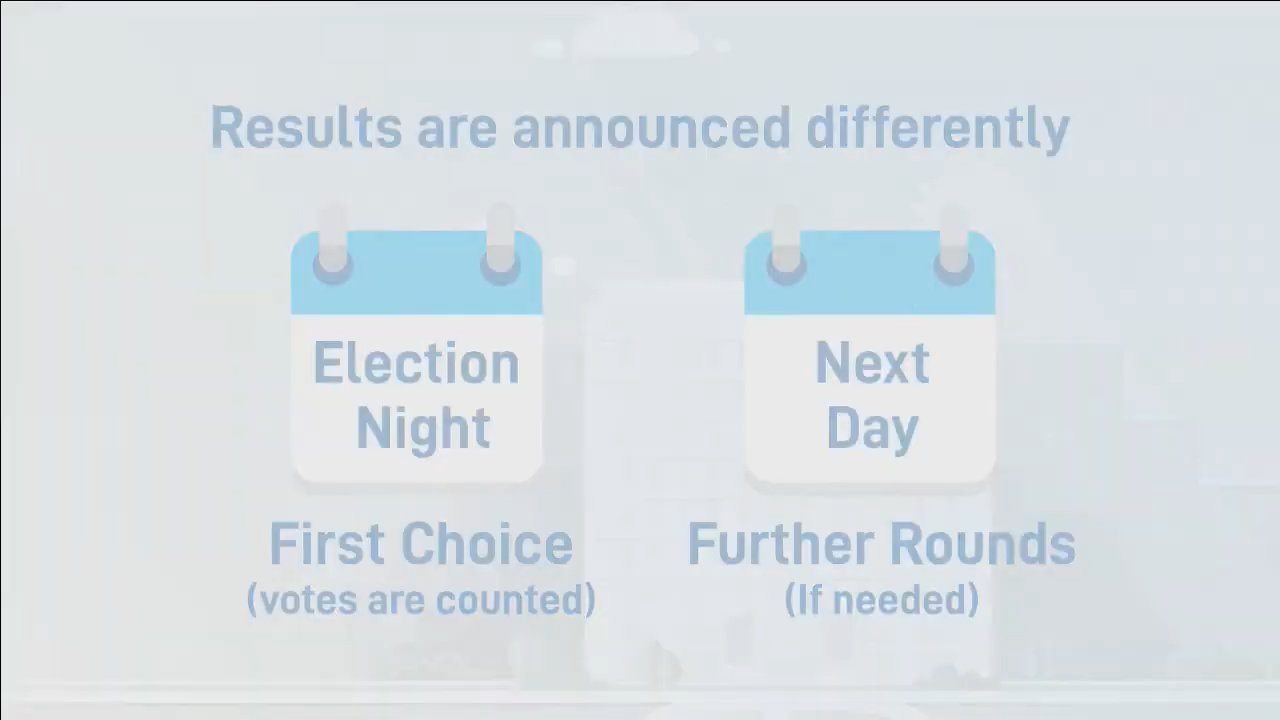 Results are announced differently
Election
Night
Next
Day
First Choice
(votes are counted)
Further Rounds
(If needed)